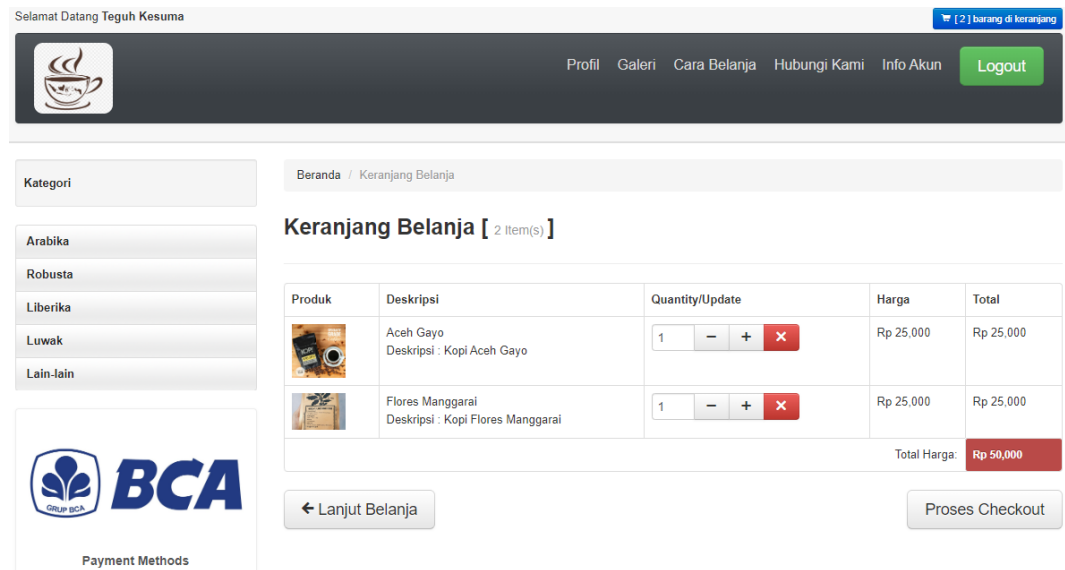 Selamat Datang Teguh Kesuma
[ 2 ] barang di keranjang
Profil Galeri Cara Belanja Hubungi Kami Info Akun Logout
Kategori
Arabika
Robusta
Liberika
Luwak
Lain-lain
GRUP BCA
BCA
Payment Methods
Beranda / Keranjang Belanja
Keranjang Belanja [ 2 Item(s) ]
Produk Deskripsi Quantity/Update Harga Total
Aceh Gayo
Deskripsi : Kopi Aceh Gayo
1 − + × Rp 25,000 Rp 25,000
Flores Manggarai
Deskripsi : Kopi Flores Manggarai
1 − + × Rp 25,000 Rp 25,000
Total Harga: Rp 50,000
← Lanjut Belanja
Proses Checkout